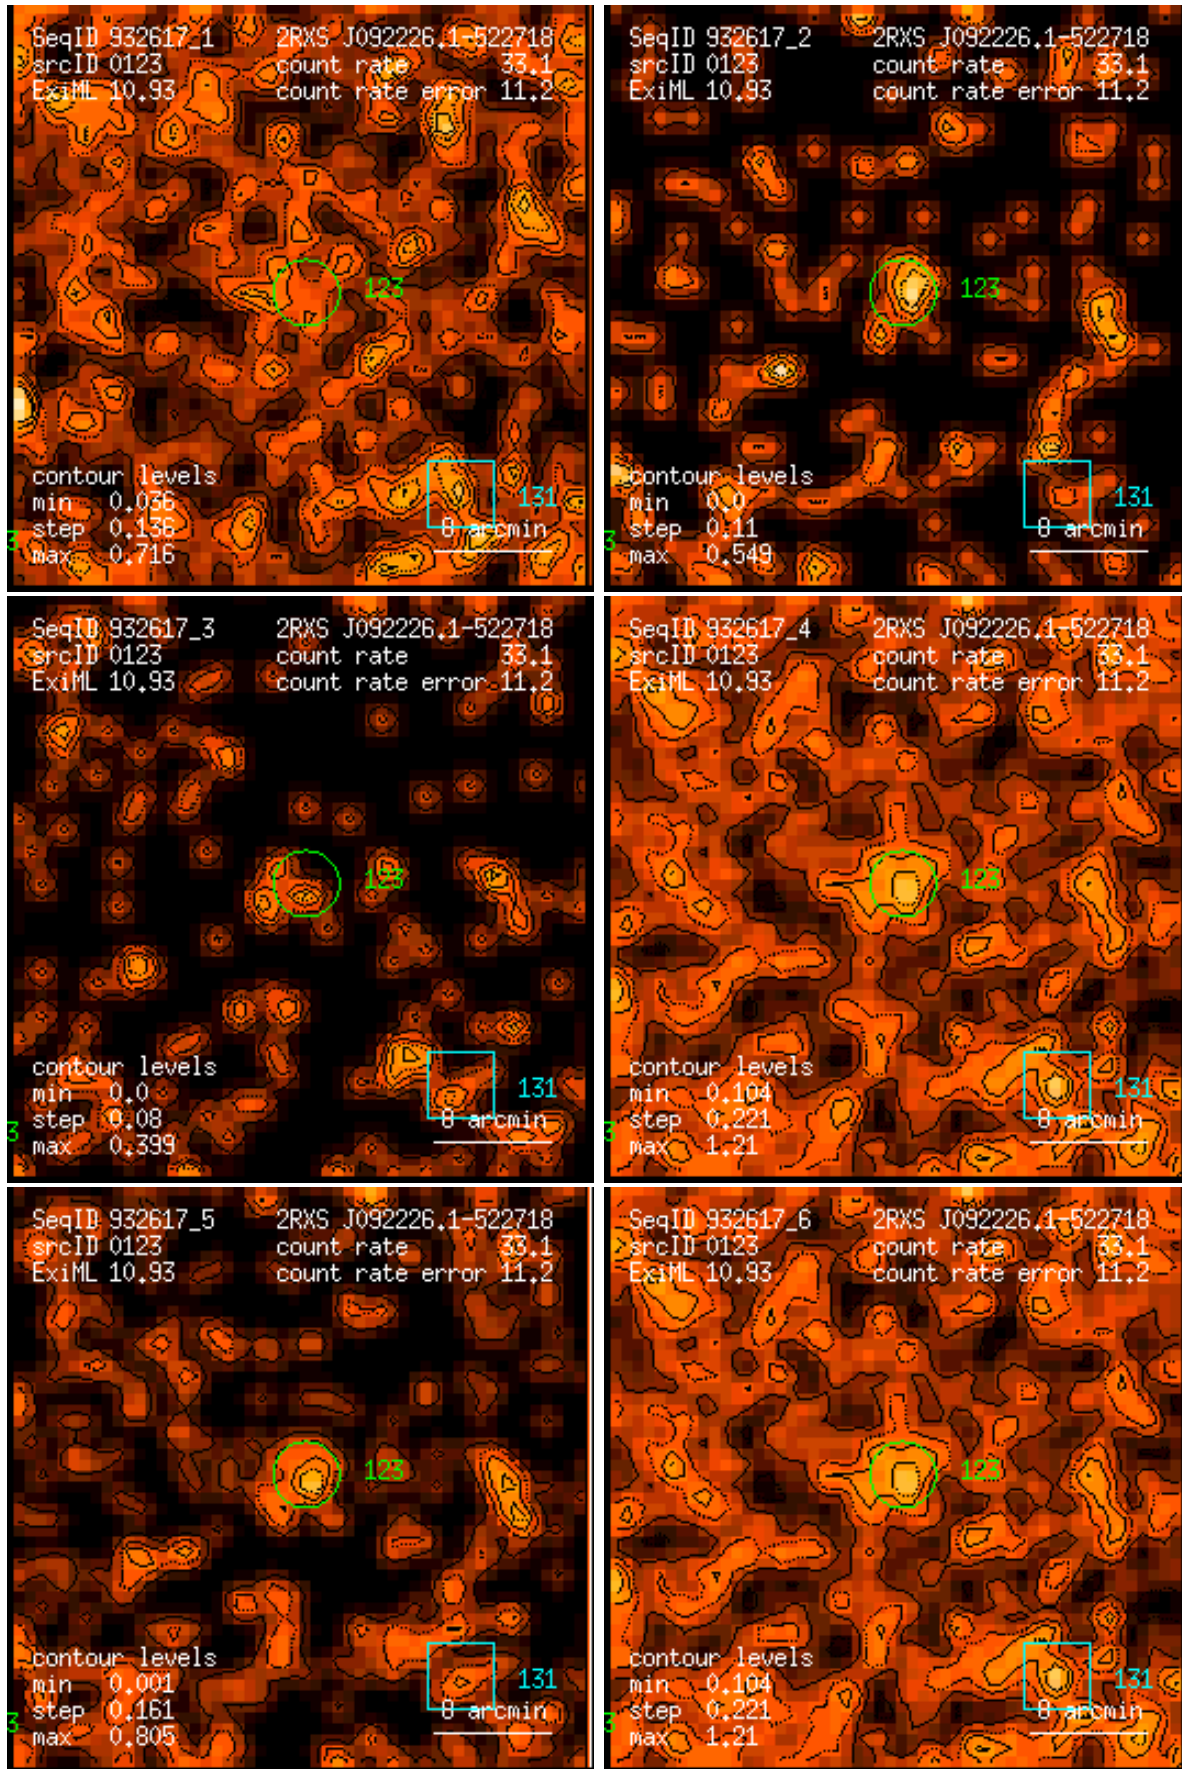 SeqID 932617_1 2RXS J092226.1-522718
srcID 0123 count rate 33.1
ExiML 10.93 count rate error 11.2
123
contour levels
min 0.036
131
step 0.136 8 arcmin
3
max 0.716
SeqID 932617_2 2RXS J092226.1-522718
srcID 0123 count rate 33.1
ExiML 10.93 count rate error 11.2
123
contour levels
min 0.0
131
step 0.11 8 arcmin
3
max 0.549
SeqID 932617_3 2RXS J092226.1-522718
srcID 0123 count rate 33.1
ExiML 10.93 count rate error 11.2
123
contour levels
min 0.0
131
step 0.08 8 arcmin
3
max 0.399
SeqID 932617_4 2RXS J092226.1-522718
srcID 0123 count rate 33.1
ExiML 10.93 count rate error 11.2
123
contour levels
min 0.104
131
step 0.221 8 arcmin
3
max 1.21
SeqID 932617_5 2RXS J092226.1-522718
srcID 0123 count rate 33.1
ExiML 10.93 count rate error 11.2
123
contour levels
min 0.001
131
step 0.161 8 arcmin
3
max 0.805
SeqID 932617_6 2RXS J092226.1-522718
srcID 0123 count rate 33.1
ExiML 10.93 count rate error 11.2
123
contour levels
min 0.104
131
step 0.221 8 arcmin
3
max 1.21